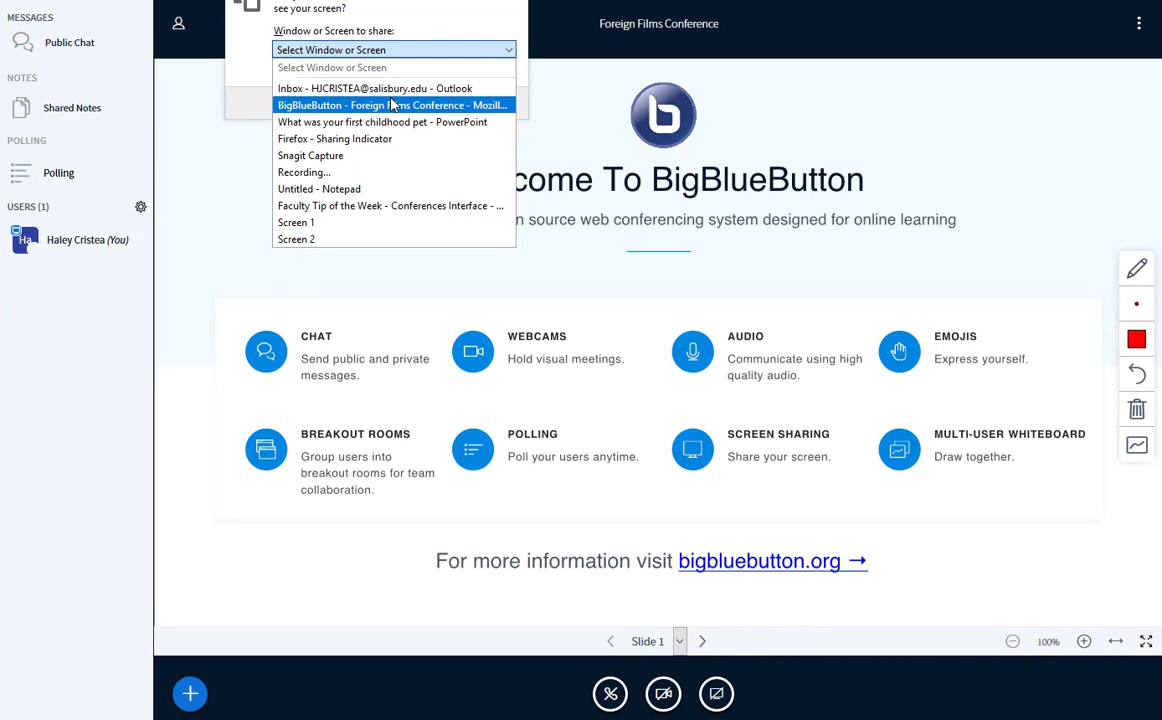 MESSAGES
Public Chat
NOTES
Shared Notes
POLLING
Polling
USERS (1)
Ha
Haley Cristea (You)
see your screen?
Window or Screen to share:
Select Window or Screen
Select Window or Screen
Inbox - HJCRISTEA@salisbury.edu - Outlook
BigBlueButton - Foreign Films Conference - Mozill...
What was your first childhood pet - PowerPoint
Firefox - Sharing Indicator
Snagit Capture
Recording...
Untitled - Notepad
Faculty Tip of the Week - Conferences Interface - ...
Screen 1
Screen 2
Foreign Films Conference
b
come To BigBlueButton
n source web conferencing system designed for online learning
CHAT
Send public and private
messages.
WEBCAMS
Hold visual meetings.
AUDIO
Communicate using high
quality audio.
EMOJIS
Express yourself.
BREAKOUT ROOMS
Group users into
breakout rooms for team
collaboration.
POLLING
Poll your users anytime.
SCREEN SHARING
Share your screen.
MULTI-USER WHITEBOARD
Draw together.
For more information visit bigbluebutton.org →
Slide 1
100%